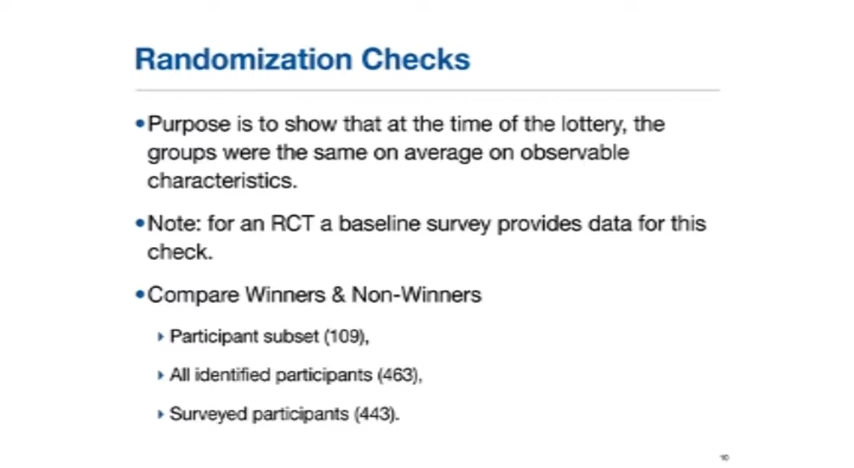 Randomization Checks
•Purpose is to show that at the time of the lottery, the
groups were the same on average on observable
characteristics.
•Note: for an RCT a baseline survey provides data for this
check.
•Compare Winners & Non-Winners
Participant subset (109),
All identified participants (463),
Surveyed participants (443).
10